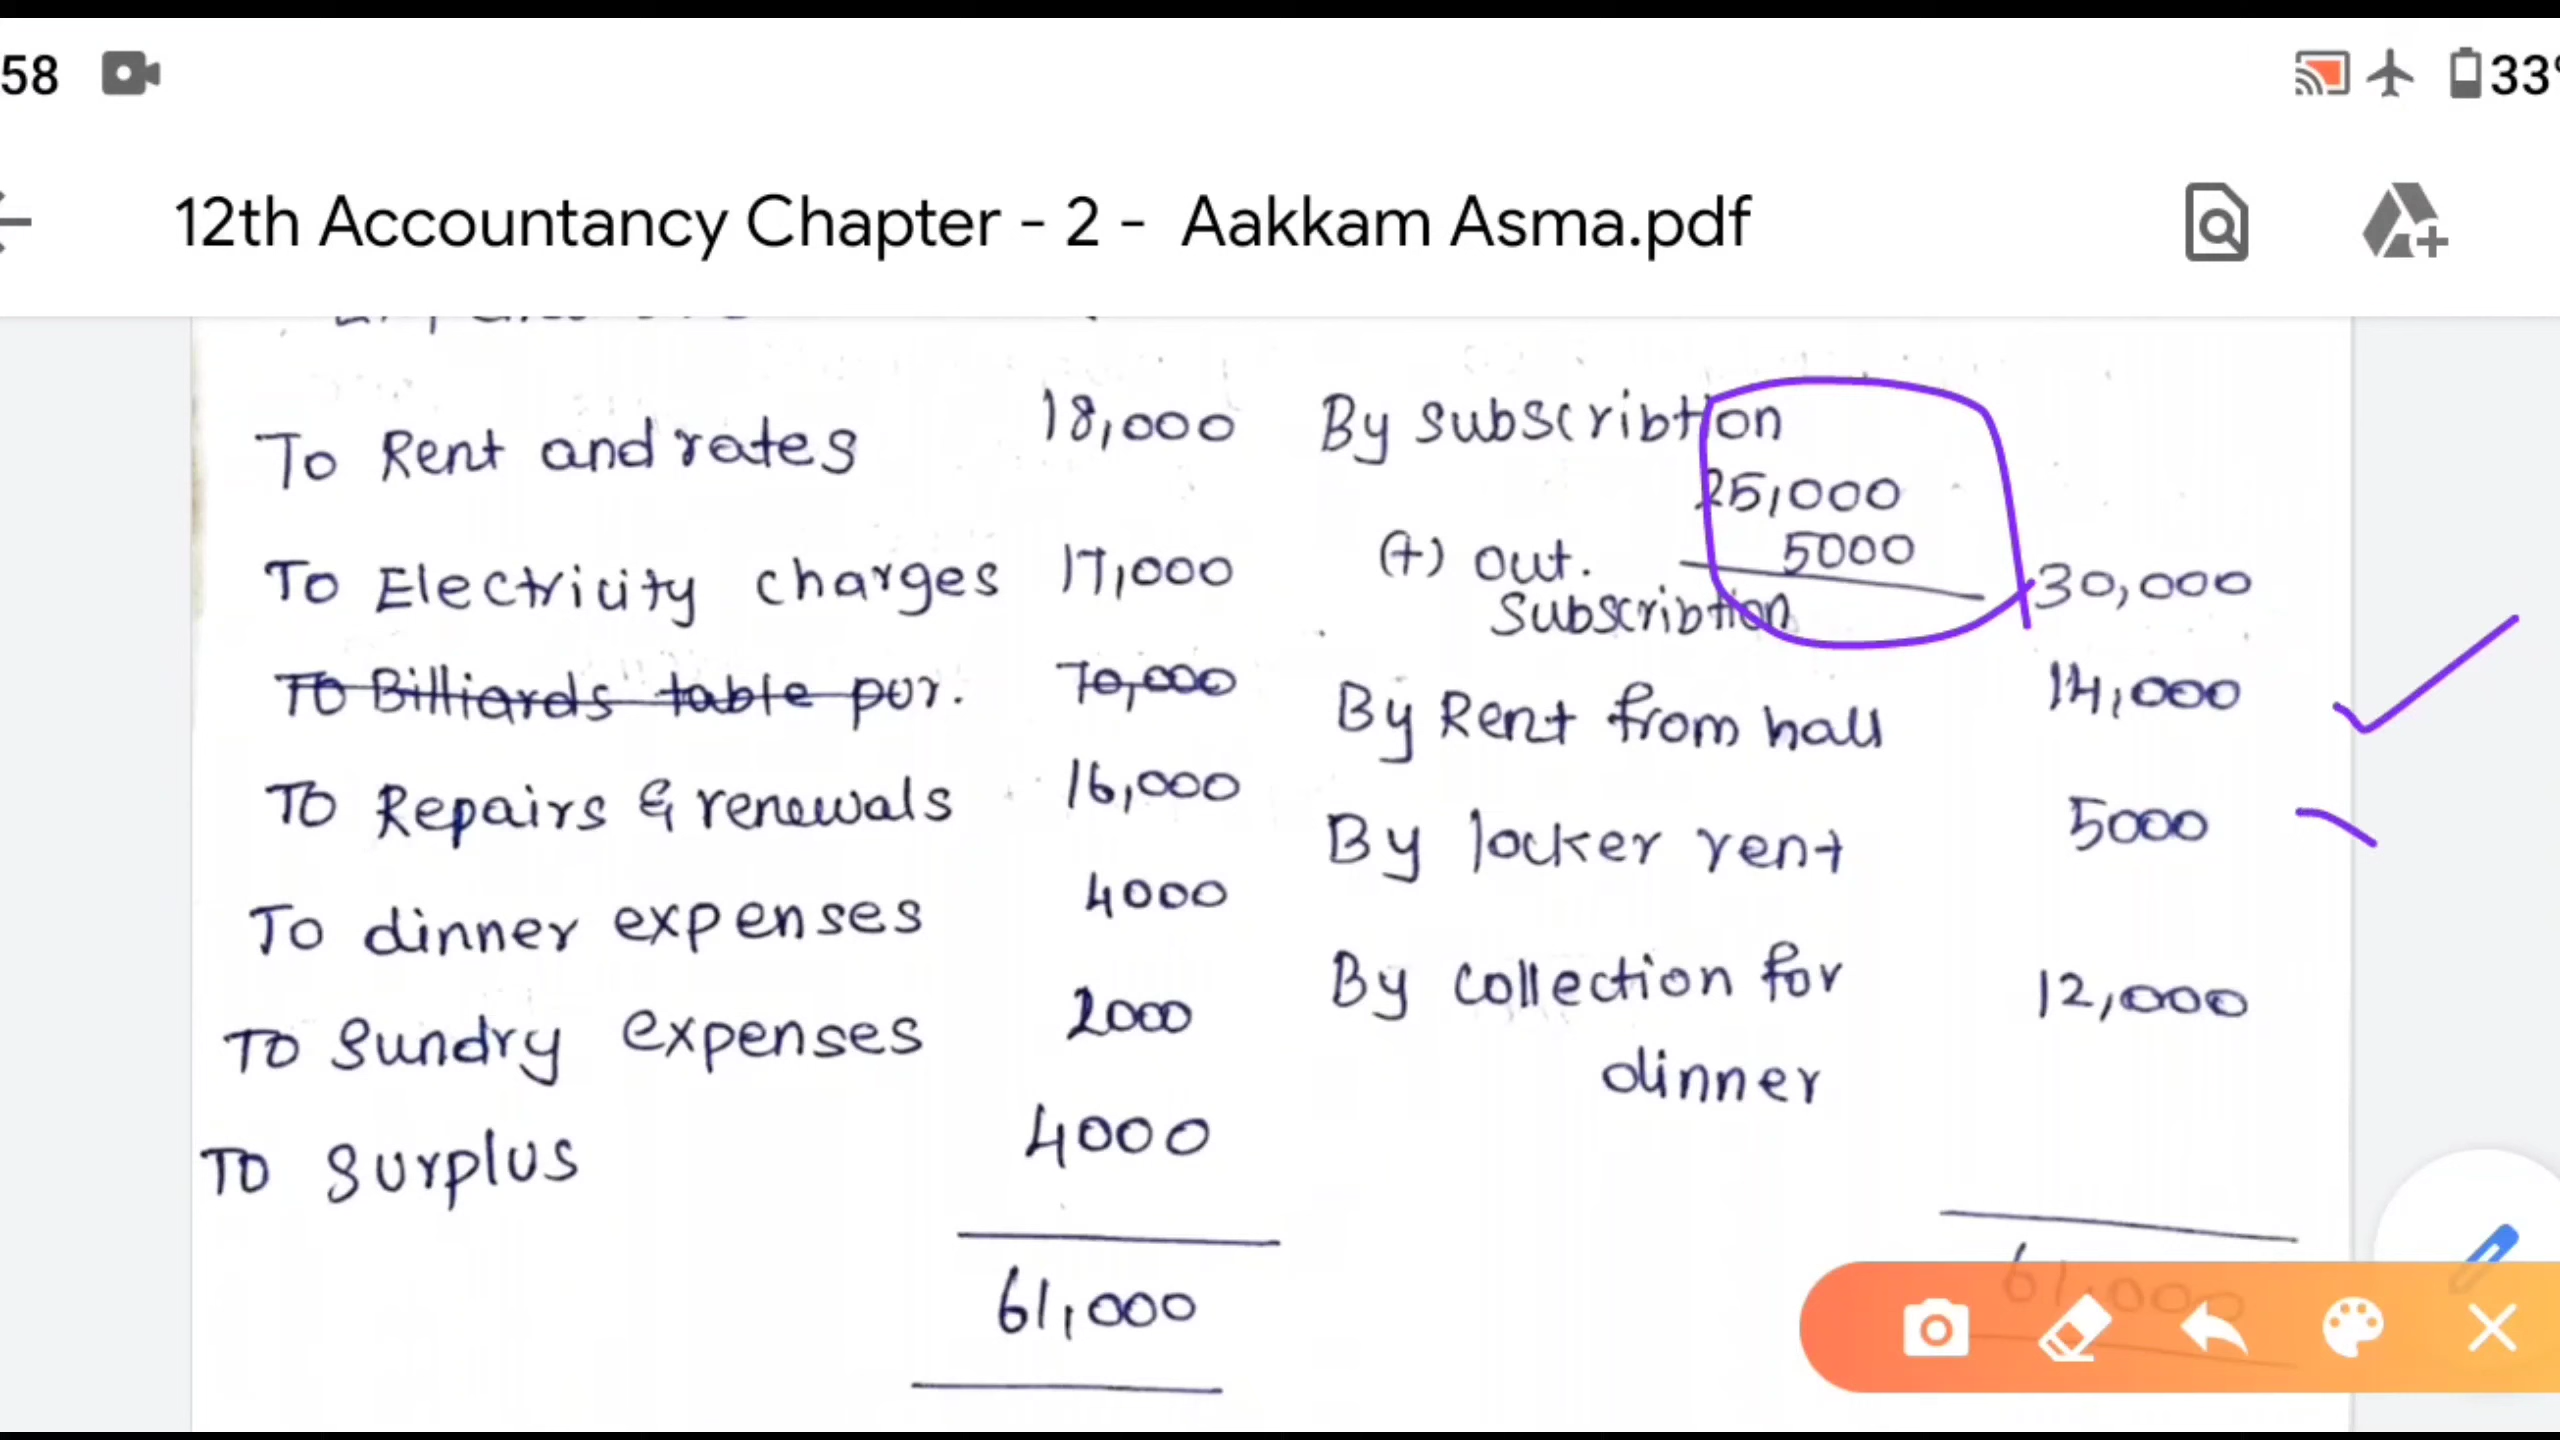 58
33
12th Accountancy Chapter - 2 - Aakkam Asma.pdf
To Rent and rates 18,000
To Electricity charges 17,000
To Billiards table pur. 70,000
To Repairs & renewals 16,000
To dinner expenses 4000
To Sundry expenses 2000
To Surplus 4000
61,000
By subscribtion
25,000
(+) out. 5000
Subscribtion 30,000
By Rent from hall 14,000
By locker rent 5000
By collection for 12,000
dinner
61,000